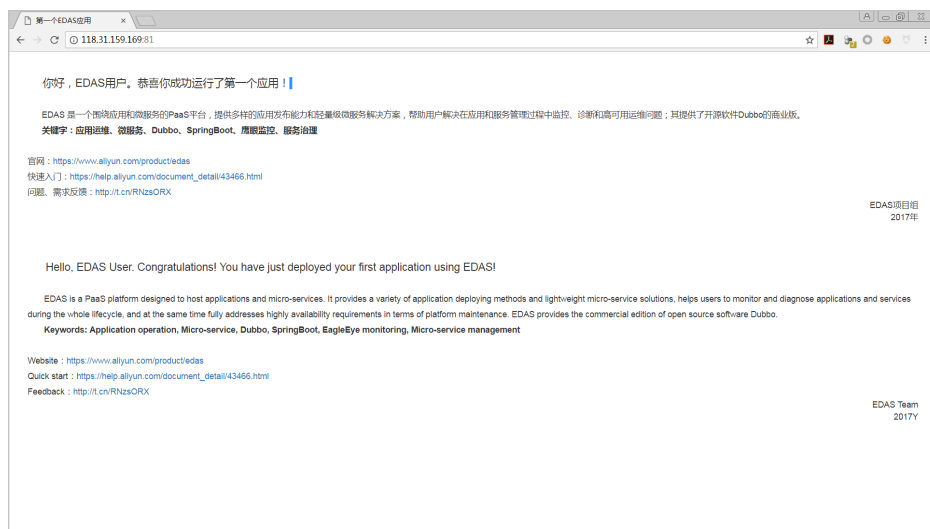 第一个EDAS应用
118.31.159.169:81
你好，EDAS用户。恭喜你成功运行了第一个应用！
EDAS 是一个围绕应用和微服务的PaaS平台，提供多样的应用发布能力和轻量级微服务解决方案，帮助用户解决在应用和服务管理过程中监控、诊断和高可用运维问题；其提供了开源软件Dubbo的商业版。
关键字：应用运维、微服务、Dubbo、SpringBoot、鹰眼监控、服务治理
官网：https://www.aliyun.com/product/edas
快速入门：https://help.aliyun.com/document_detail/43466.html
问题、需求反馈：http://t.cn/RNzsORX
EDAS项目组
2017年
Hello, EDAS User. Congratulations! You have just deployed your first application using EDAS!
EDAS is a PaaS platform designed to host applications and micro-services. It provides a variety of application deploying methods and lightweight micro-service solutions, helps users to monitor and diagnose applications and services
during the whole lifecycle, and at the same time fully addresses highly availability requirements in terms of platform maintenance. EDAS provides the commercial edition of open source software Dubbo.
Keywords: Application operation, Micro-service, Dubbo, SpringBoot, EagleEye monitoring, Micro-service management
Website：https://www.aliyun.com/product/edas
Quick start：https://help.aliyun.com/document_detail/43466.html
Feedback：http://t.cn/RNzsORX
EDAS Team
2017Y